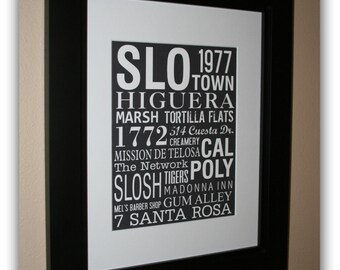 SLO 1977 TOWN
HIGUERA
MARSH TORTILLA FLATS
1772 514 Cuesta Dr. CREAMERY
MISSION DE TELOSA CAL POLY
The Network
SLOSH TIGERS
MADONNA INN
MEL'S BARBER SHOP GUM ALLEY
7 SANTA ROSA